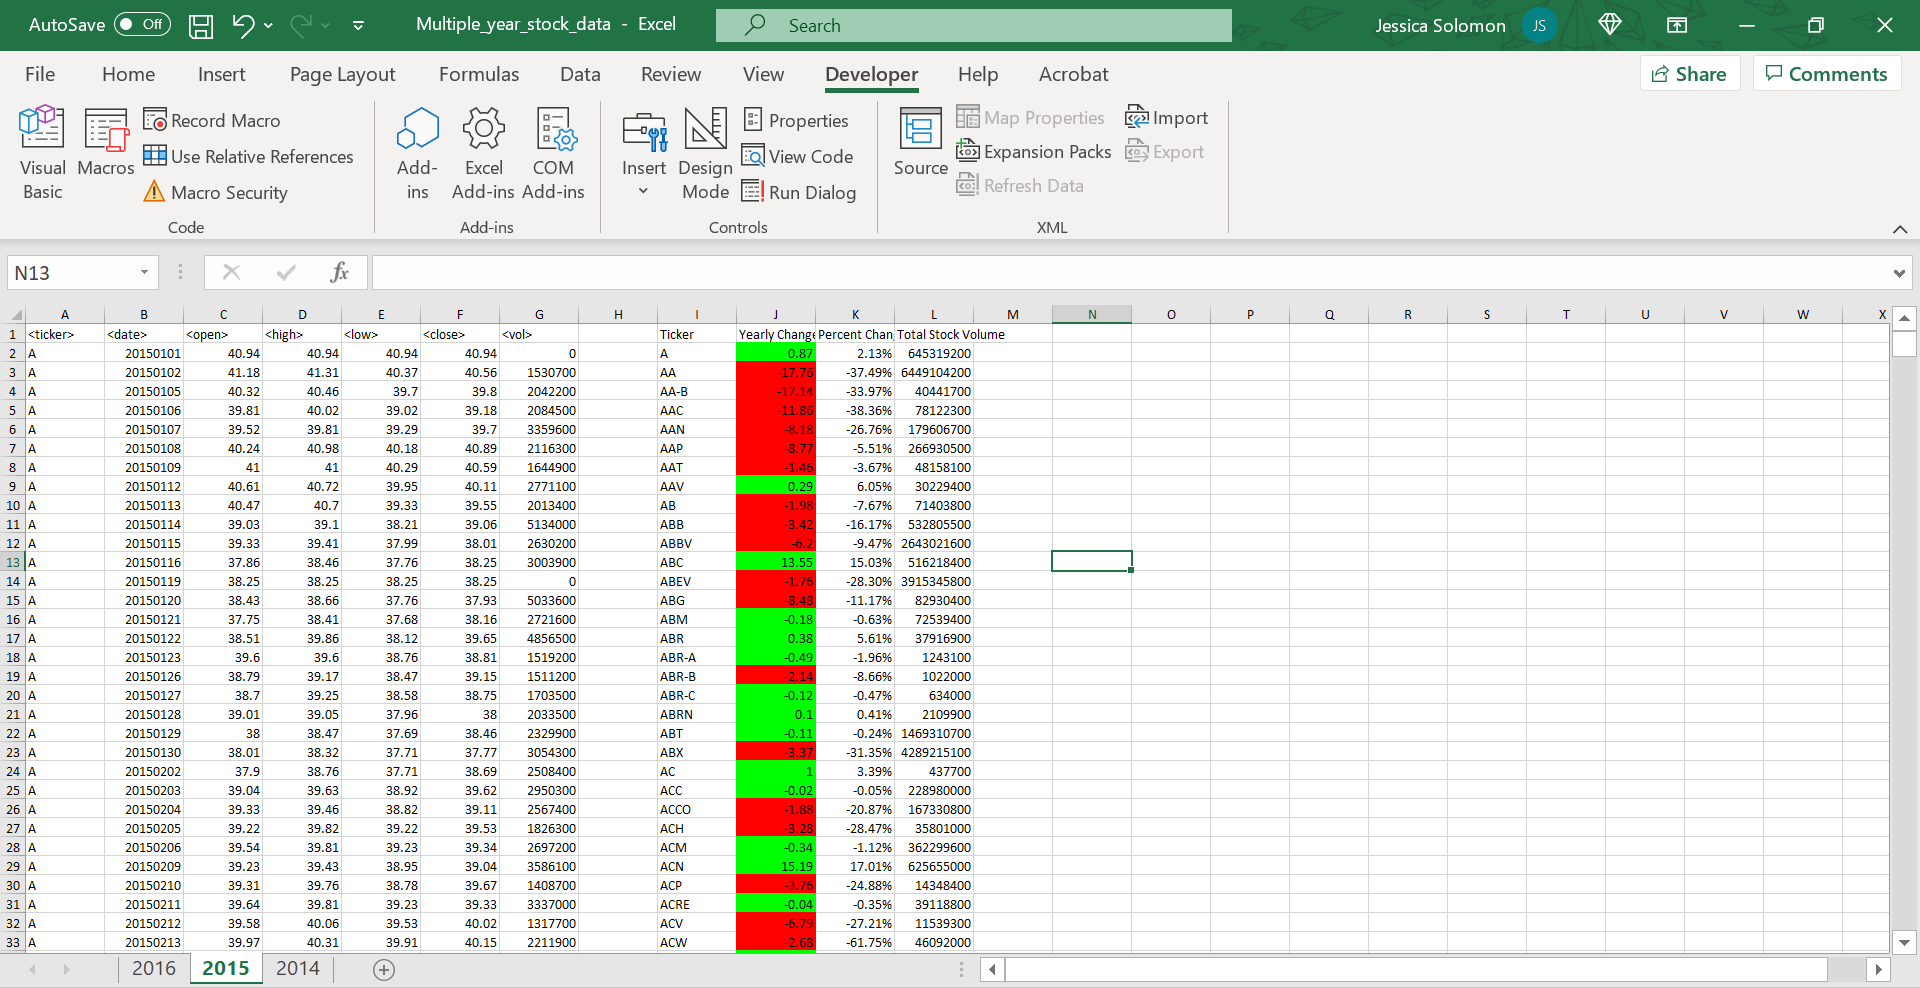 AutoSave Off Multiple_year_stock_data - Excel Search Jessica Solomon JS
File Home Insert Page Layout Formulas Data Review View Developer Help Acrobat Share Comments
Visual Basic Macros Record Macro Use Relative References Macro Security
Add-ins Excel Add-ins COM Add-ins
Insert Design Mode Properties View Code Run Dialog
Source Map Properties Expansion Packs Refresh Data Import Export
Code Add-ins Controls XML
N13 fx
A B C D E F G H I J K L M N O P Q R S T U V W X
1 <ticker> <date> <open> <high> <low> <close> <vol> Ticker Yearly Change Percent Chan Total Stock Volume
2 A 20150101 40.94 40.94 40.94 40.94 0 A 0.87 2.13% 645319200
3 A 20150102 41.18 41.31 40.37 40.56 1530700 AA -17.76 -37.49% 6449104200
4 A 20150105 40.32 40.46 39.7 39.8 2042200 AA-B -17.14 -33.97% 40441700
5 A 20150106 39.81 40.02 39.02 39.18 2084500 AAC -11.86 -38.36% 78122300
6 A 20150107 39.52 39.81 39.29 39.7 3359600 AAN -8.18 -26.76% 179606700
7 A 20150108 40.24 40.98 40.18 40.89 2116300 AAP -8.77 -5.51% 266930500
8 A 20150109 41 41 40.29 40.59 1644900 AAT -1.46 -3.67% 48158100
9 A 20150112 40.61 40.72 39.95 40.11 2771100 AAV 0.29 6.05% 30229400
10 A 20150113 40.47 40.7 39.33 39.55 2013400 AB -1.98 -7.67% 71403800
11 A 20150114 39.03 39.1 38.21 39.06 5134000 ABB -3.42 -16.17% 532805500
12 A 20150115 39.33 39.41 37.99 38.01 2630200 ABBV -6.2 -9.47% 2643021600
13 A 20150116 37.86 38.46 37.76 38.25 3003900 ABC 13.55 15.03% 516218400
14 A 20150119 38.25 38.25 38.25 38.25 0 ABEV -1.76 -28.30% 3915345800
15 A 20150120 38.43 38.66 37.76 37.93 5033600 ABG -8.48 -11.17% 82930400
16 A 20150121 37.75 38.41 37.68 38.16 2721600 ABM -0.18 -0.63% 72539400
17 A 20150122 38.51 39.86 38.12 39.65 4856500 ABR 0.38 5.61% 37916900
18 A 20150123 39.6 39.6 38.76 38.81 1519200 ABR-A -0.49 -1.96% 1243100
19 A 20150126 38.79 39.17 38.47 39.15 1511200 ABR-B -2.14 -8.66% 1022000
20 A 20150127 38.7 39.25 38.58 38.75 1703500 ABR-C -0.12 -0.47% 634000
21 A 20150128 39.01 39.05 37.96 38 2033500 ABRN 0.1 0.41% 2109900
22 A 20150129 38 38.47 37.69 38.46 2329900 ABT -0.11 -0.24% 1469310700
23 A 20150130 38.01 38.32 37.71 37.77 3054300 ABX -3.37 -31.35% 4289215100
24 A 20150202 37.9 38.76 37.71 38.69 2508400 AC 1 3.39% 437700
25 A 20150203 39.04 39.63 38.92 39.62 2950300 ACC -0.02 -0.05% 228980000
26 A 20150204 39.33 39.46 38.82 39.11 2567400 ACCO -1.88 -20.87% 167330800
27 A 20150205 39.22 39.82 39.22 39.53 1826300 ACH -3.28 -28.47% 35801000
28 A 20150206 39.54 39.81 39.23 39.34 2697200 ACM -0.34 -1.12% 362299600
29 A 20150209 39.23 39.43 38.95 39.04 3586100 ACN 15.19 17.01% 625655000
30 A 20150210 39.31 39.76 38.78 39.67 1408700 ACP -3.76 -24.88% 14348400
31 A 20150211 39.64 39.81 39.23 39.33 3337000 ACRE -0.04 -0.35% 39118800
32 A 20150212 39.58 40.06 39.53 40.02 1317700 ACV -6.79 -27.21% 11539300
33 A 20150213 39.97 40.31 39.91 40.15 2211900 ACW -2.68 -61.75% 46092000
2016 2015 2014